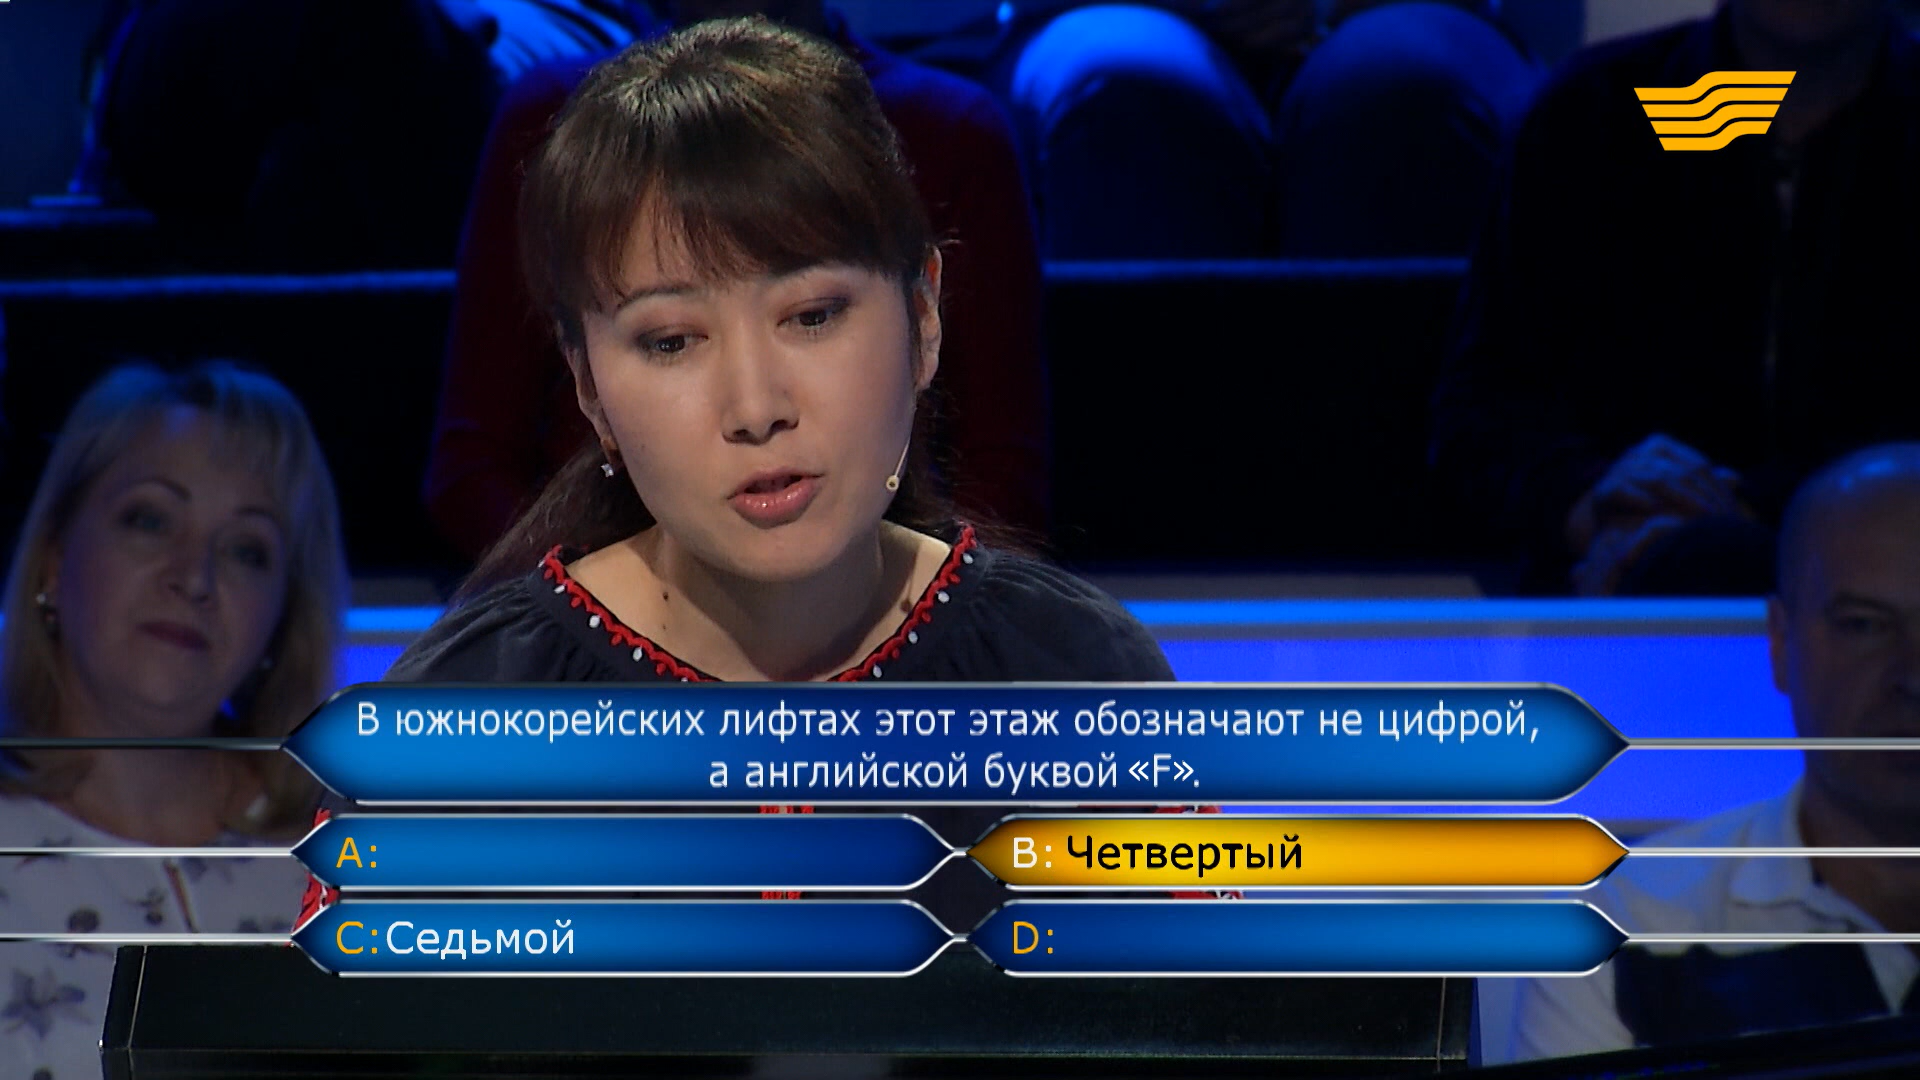 В южнокорейских лифтах этот этаж обозначают не цифрой,
а английской буквой «F».
A:
B: Четвертый
C: Седьмой
D: